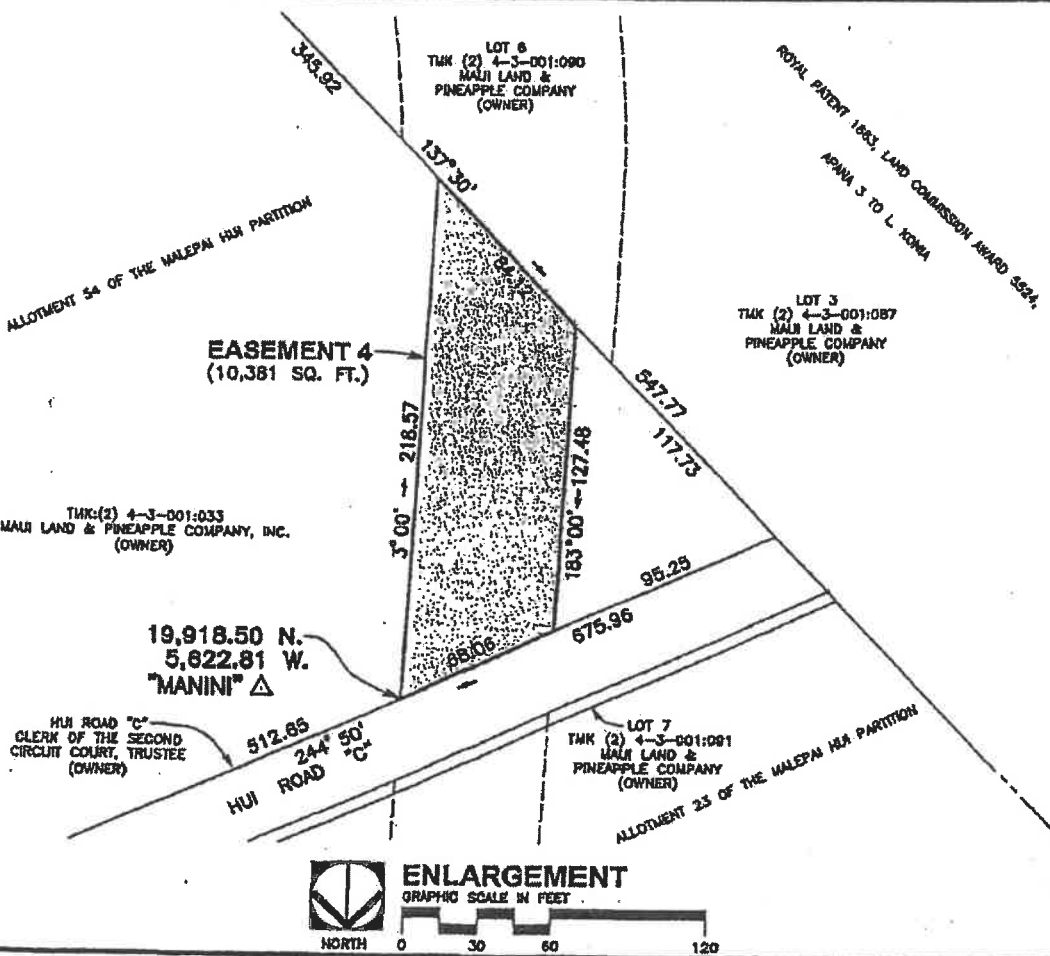 345.92
LOT 6
TMK (2) 4-3-001:090
MAUI LAND &
PINEAPPLE COMPANY
(OWNER)
ROYAL PATENT 1663, LAND COMMISSION AWARD 5524,
APANA 3 TO L. KONIA
137°30'
ALLOTMENT 54 OF THE MALEPAI HUI PARTITION
LOT 3
TMK (2) 4-3-001:087
MAUI LAND &
PINEAPPLE COMPANY
(OWNER)
EASEMENT 4
(10,381 SQ. FT.)
547.77
117.73
3°00' 218.57
183°00' 127.48
TMK:(2) 4-3-001:033
MAUI LAND & PINEAPPLE COMPANY, INC.
(OWNER)
95.25
675.96
68.06
19,918.50 N.
5,622.81 W.
"MANINI"
HUI ROAD "C"
CLERK OF THE SECOND
CIRCUIT COURT, TRUSTEE
(OWNER)
512.65
244° 50'
HUI ROAD "C"
LOT 7
TMK (2) 4-3-001:091
MAUI LAND &
PINEAPPLE COMPANY
(OWNER)
ALLOTMENT 23 OF THE MALEPAI HUI PARTITION
ENLARGEMENT
GRAPHIC SCALE IN FEET
NORTH
0 30 60 120